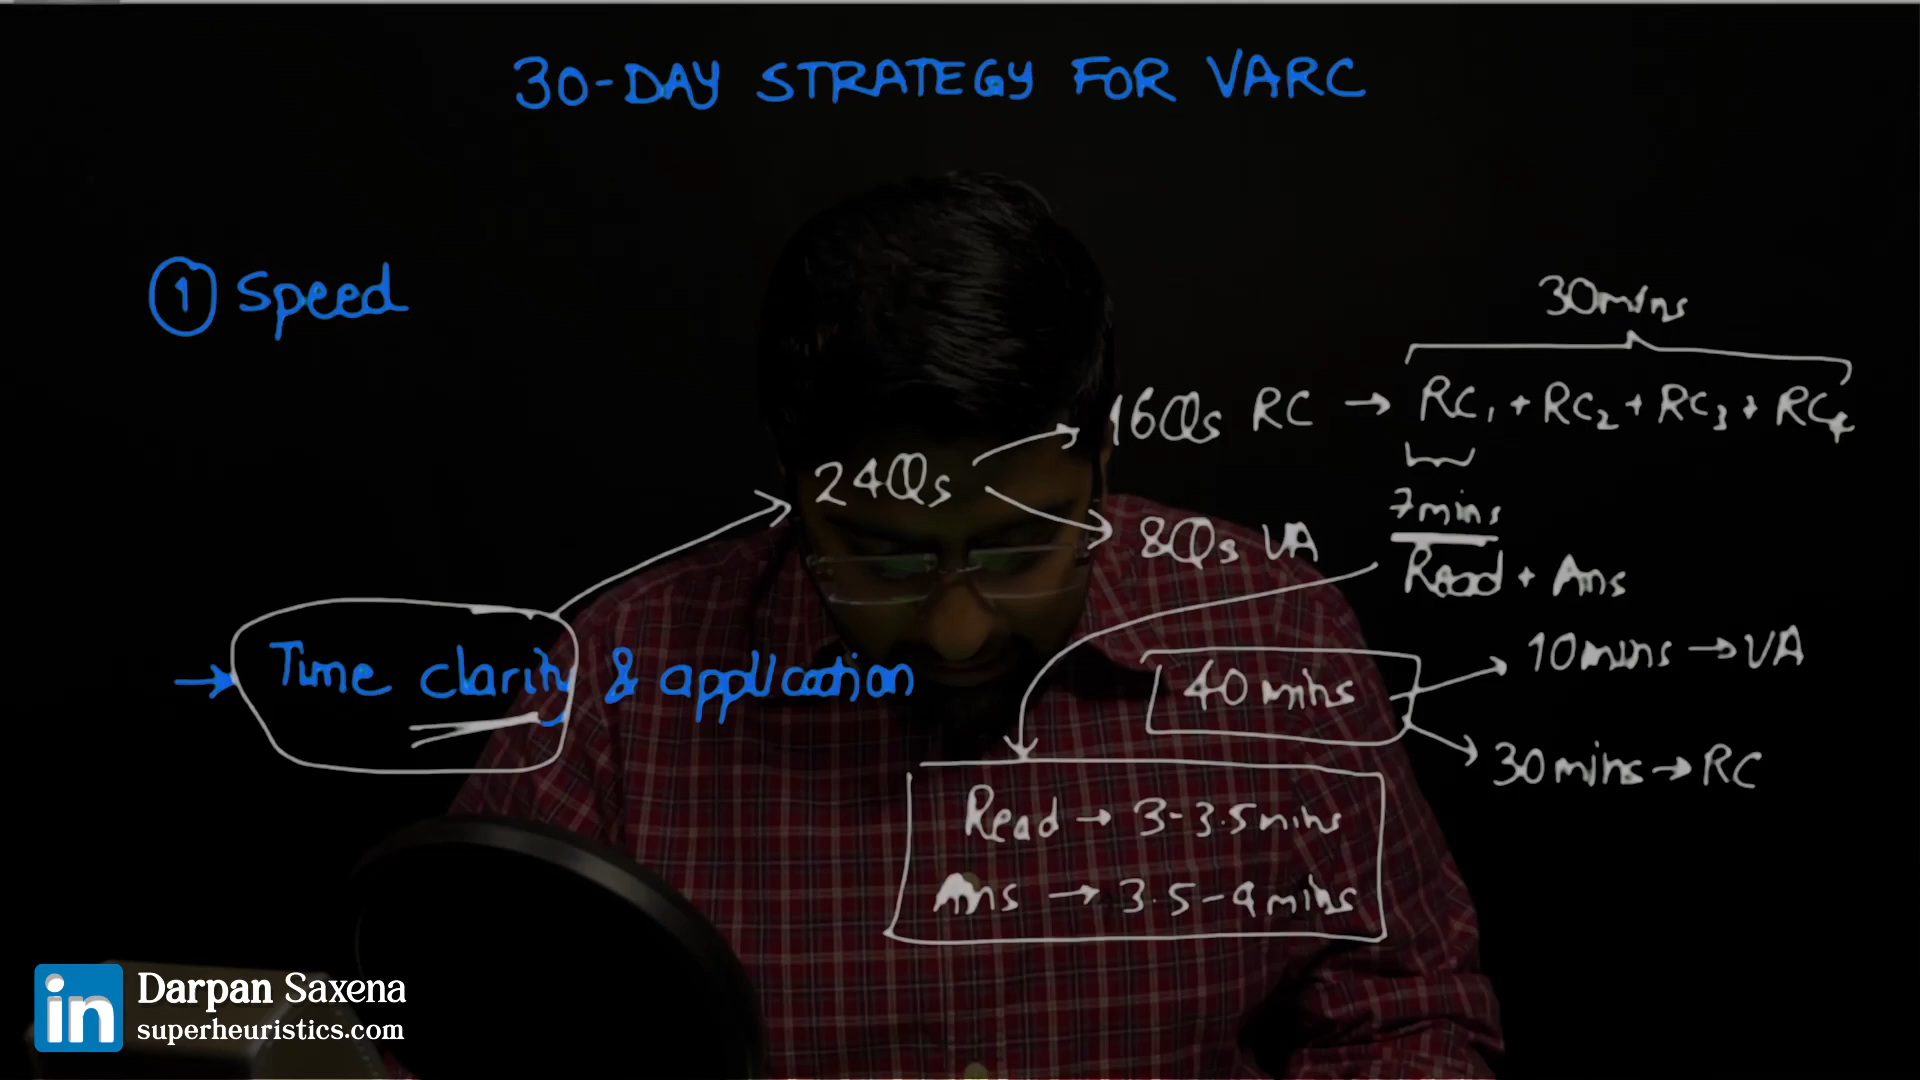 30-DAY STRATEGY FOR VARC
1 Speed
30mins
24Qs
16Qs RC → RC1 + RC2 + RC3 + RC4
7mins
8Qs VA
Read + Ans
→ Time clarity & application
40 mins
10mins → VA
30mins → RC
Read → 3-3.5mins
Ans → 3.5-4mins
in
Darpan Saxena
superheuristics.com